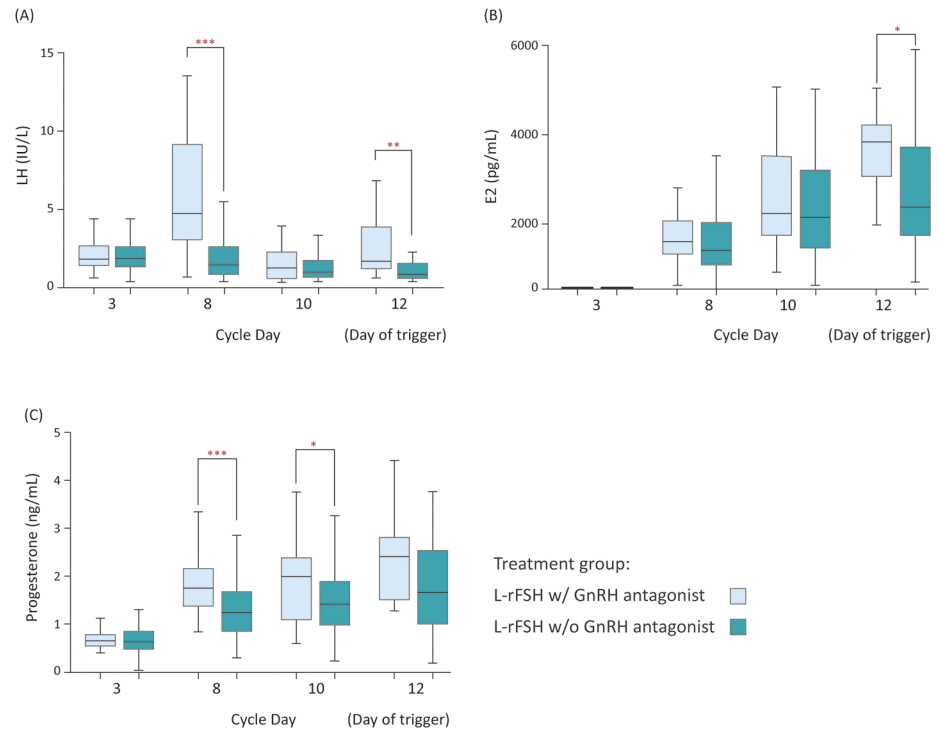 (A)
LH (IU/L)
15
10
5
0
***
**
3 8 10 12
Cycle Day (Day of trigger)
(B)
E2 (pg/mL)
6000
4000
2000
0
*
3 8 10 12
Cycle Day (Day of trigger)
(C)
Progesterone (ng/mL)
5
4
3
2
1
0
***
*
3 8 10 12
Cycle Day (Day of trigger)
Treatment group:
L-rFSH w/ GnRH antagonist
L-rFSH w/o GnRH antagonist